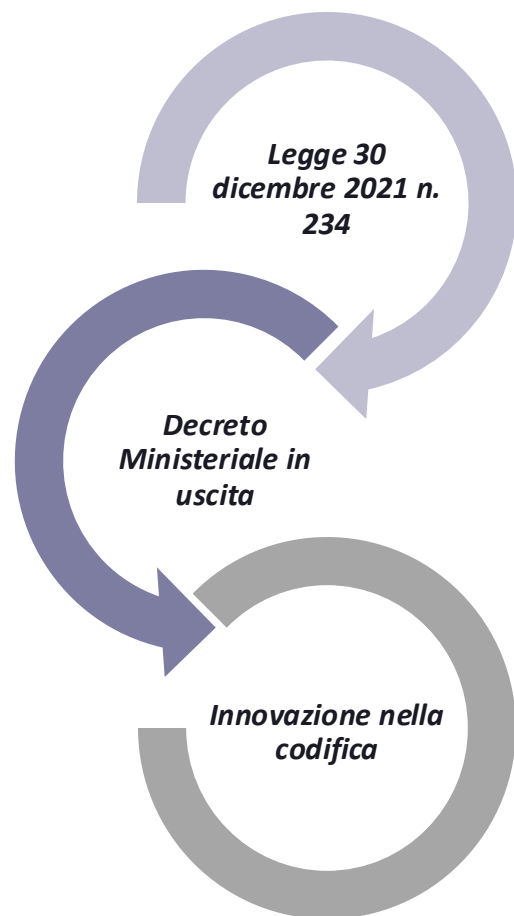 Legge 30
dicembre 2021 n.
234
Decreto
Ministeriale in
uscita
Innovazione nella
codifica